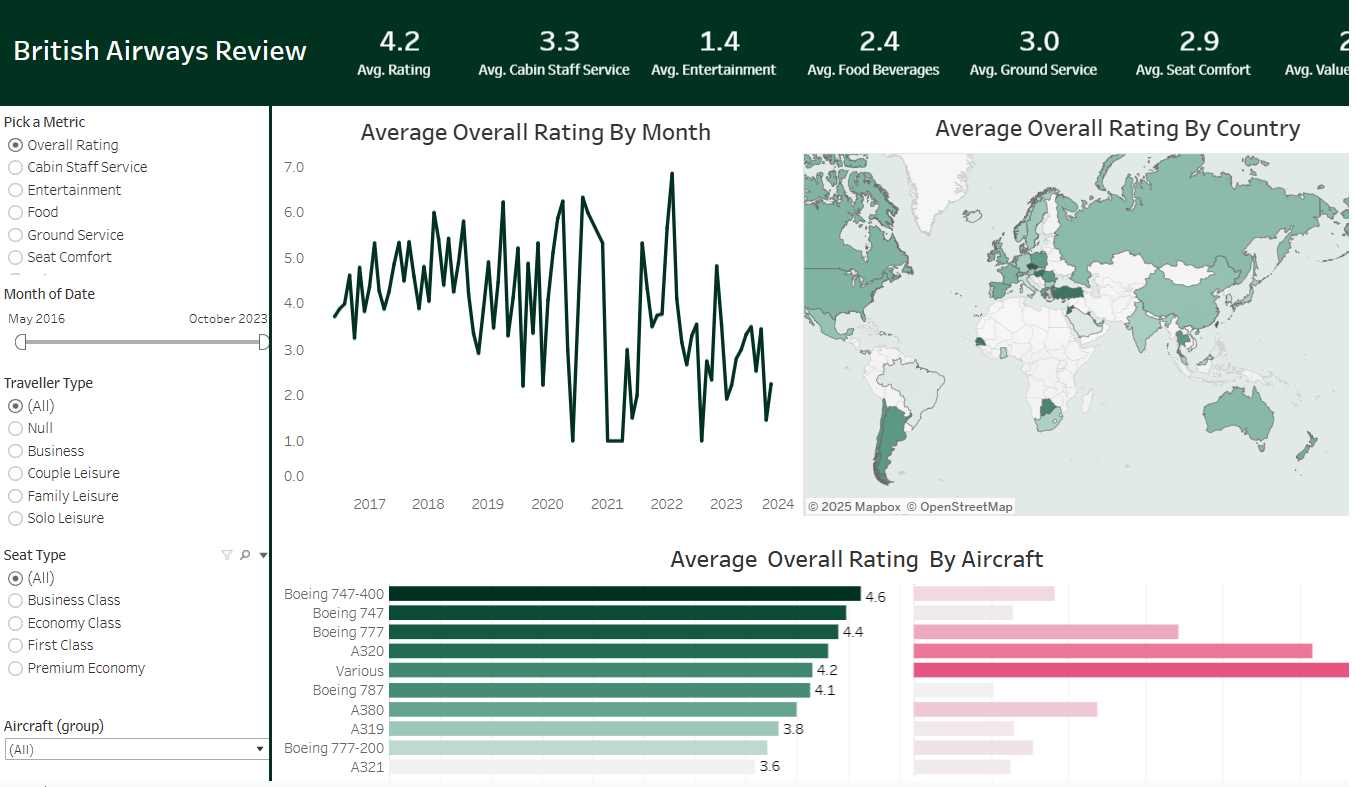 British Airways Review
4.2
Avg. Rating
3.3
Avg. Cabin Staff Service
1.4
Avg. Entertainment
2.4
Avg. Food Beverages
3.0
Avg. Ground Service
2.9
Avg. Seat Comfort
2
Avg. Value
Pick a Metric
Overall Rating
Cabin Staff Service
Entertainment
Food
Ground Service
Seat Comfort
Month of Date
May 2016
October 2023
Traveller Type
(All)
Null
Business
Couple Leisure
Family Leisure
Solo Leisure
Seat Type
(All)
Business Class
Economy Class
First Class
Premium Economy
Aircraft (group)
(All)
Average Overall Rating By Month
7.0
6.0
5.0
4.0
3.0
2.0
1.0
0.0
2017 2018 2019 2020 2021 2022 2023 2024
Average Overall Rating By Country
© 2025 Mapbox © OpenStreetMap
Average Overall Rating By Aircraft
Boeing 747-400 4.6
Boeing 747
Boeing 777 4.4
A320
Various 4.2
Boeing 787 4.1
A380
A319 3.8
Boeing 777-200
A321 3.6